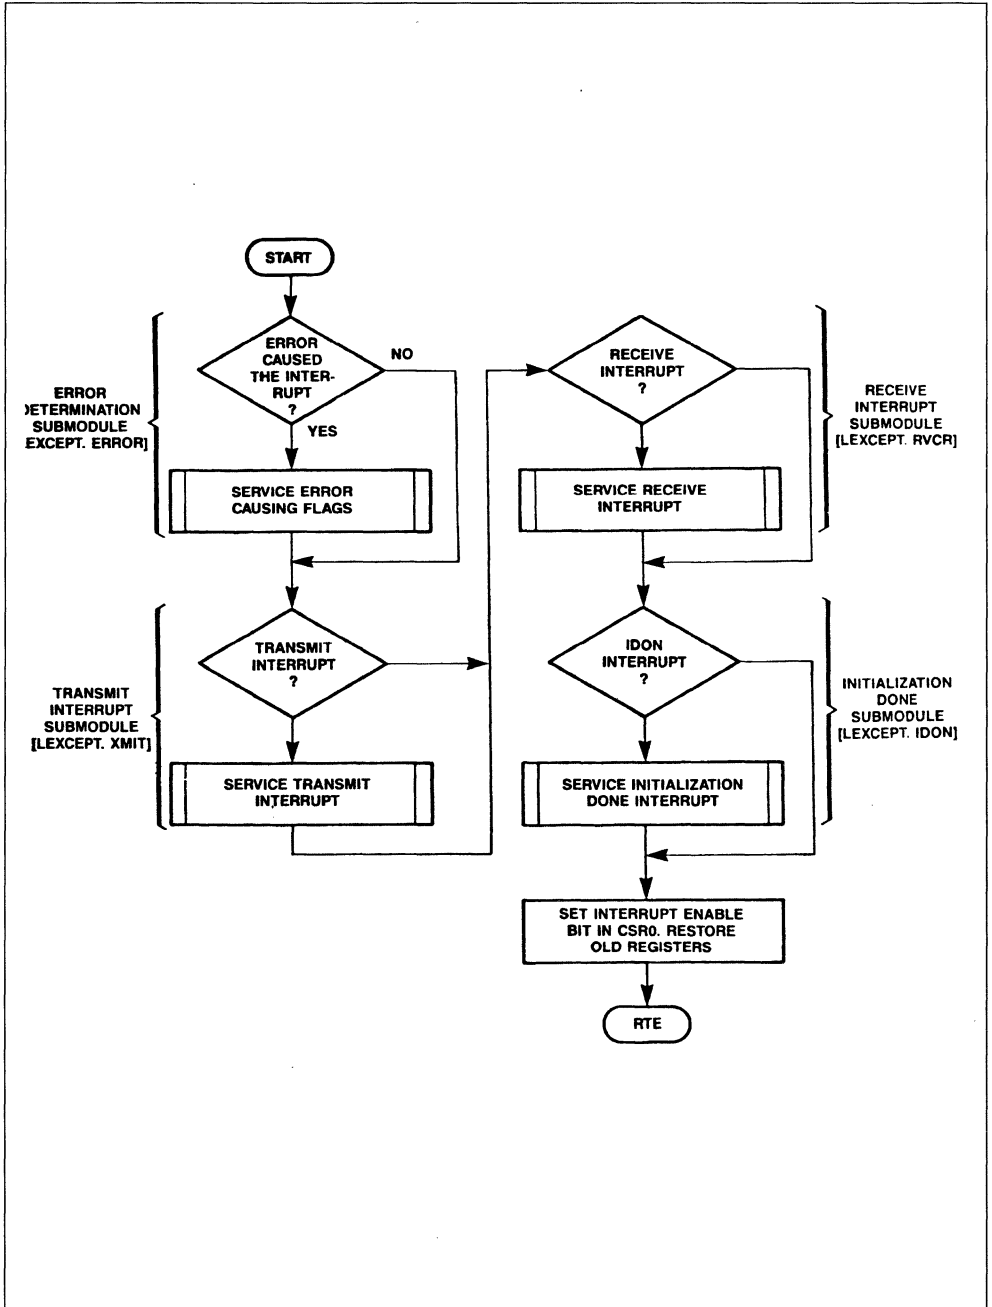 START
ERROR
CAUSED
THE INTER-
RUPT
?
NO
YES
ERROR
DETERMINATION
SUBMODULE
EXCEPT. ERROR]
SERVICE ERROR
CAUSING FLAGS
TRANSMIT
INTERRUPT
?
TRANSMIT
INTERRUPT
SUBMODULE
[LEXCEPT. XMIT]
SERVICE TRANSMIT
INTERRUPT
RECEIVE
INTERRUPT
?
RECEIVE
INTERRUPT
SUBMODULE
[LEXCEPT. RVCR]
SERVICE RECEIVE
INTERRUPT
IDON
INTERRUPT
?
INITIALIZATION
DONE
SUBMODULE
[LEXCEPT. IDON]
SERVICE INITIALIZATION
DONE INTERRUPT
SET INTERRUPT ENABLE
BIT IN CSR0. RESTORE
OLD REGISTERS
RTE